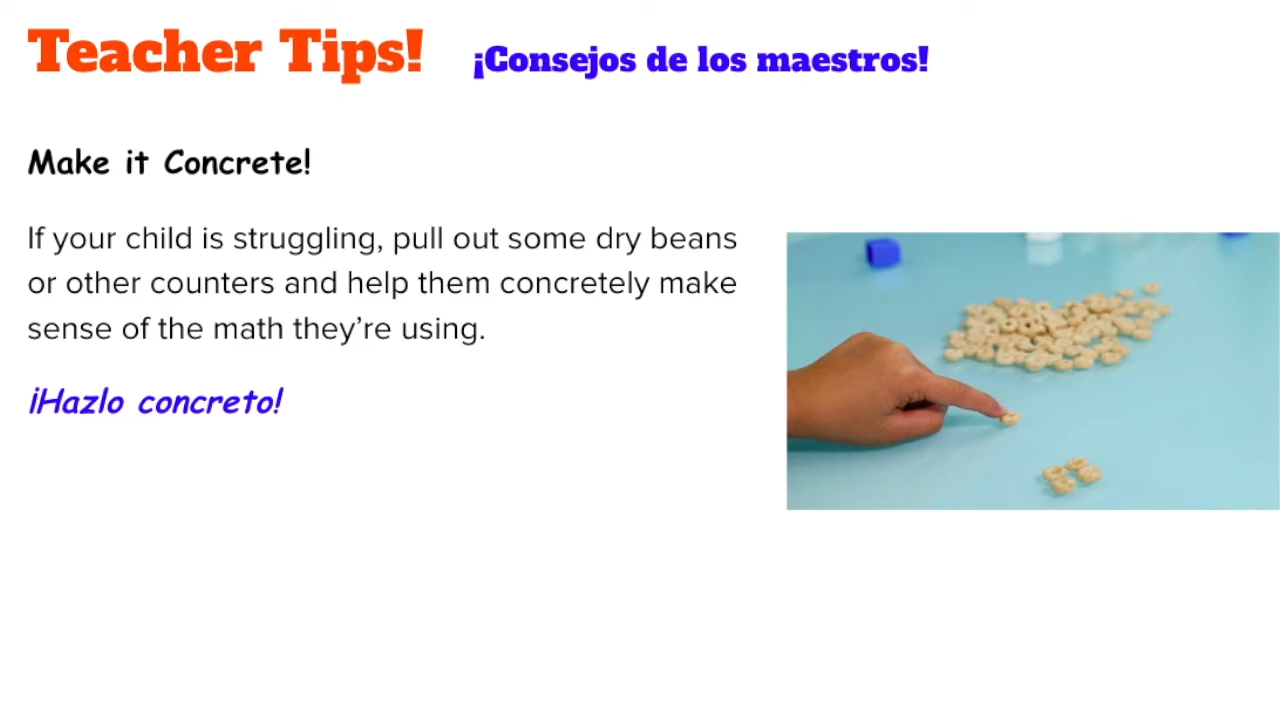 Teacher Tips!
¡Consejos de los maestros!
Make it Concrete!
If your child is struggling, pull out some dry beans
or other counters and help them concretely make
sense of the math they’re using.
¡Hazlo concreto!